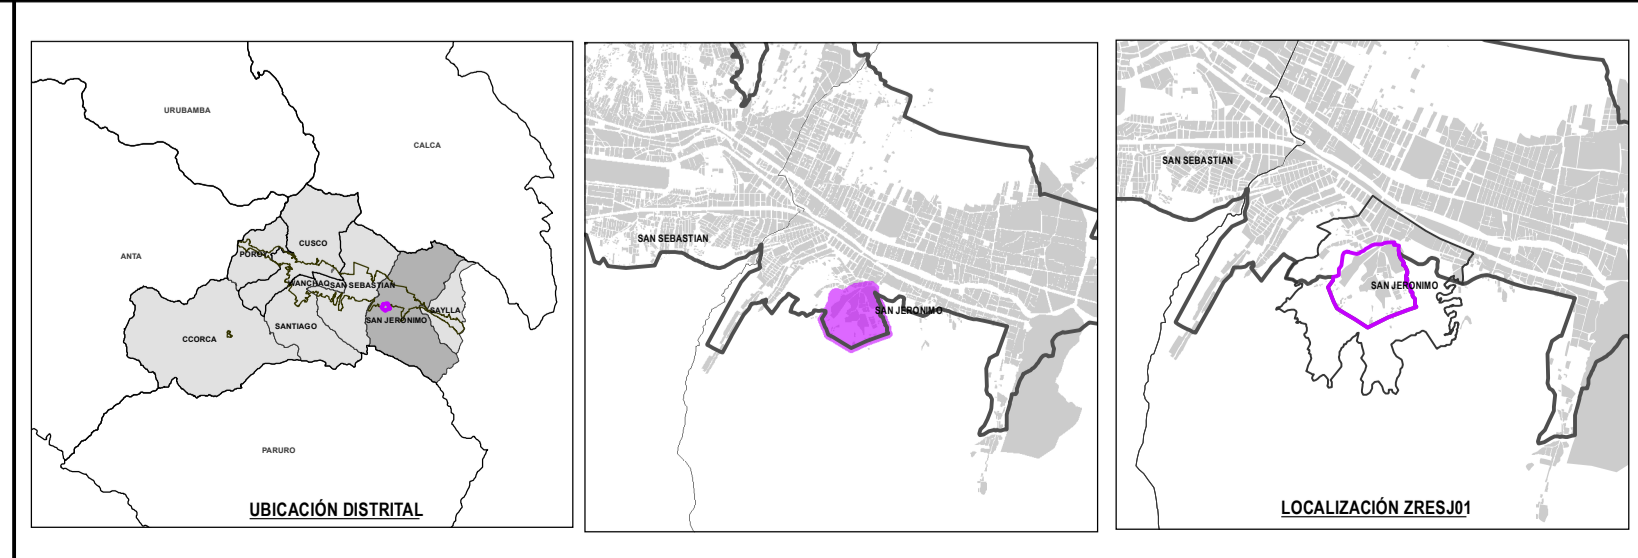 URUBAMBA
CALCA
ANTA
CUSCO
POROY
WANCHAQ
SAN SEBASTIAN
SAYLLA
SANTIAGO
SAN JERONIMO
CCORCA
PARURO
UBICACIÓN DISTRITAL
SAN SEBASTIAN
SAN JERONIMO
SAN SEBASTIAN
SAN JERONIMO
LOCALIZACIÓN ZRESJ01